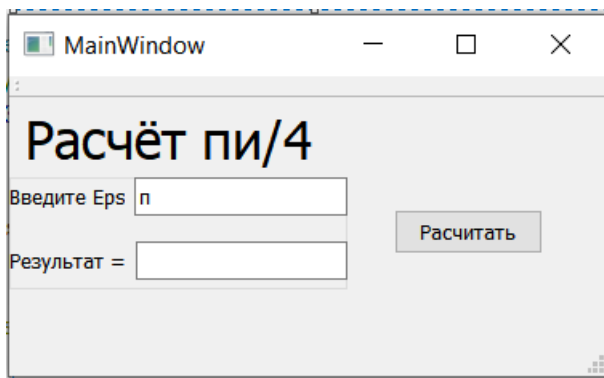 MainWindow
Расчёт пи/4
Введите Eps п
Расчитать
Результат =